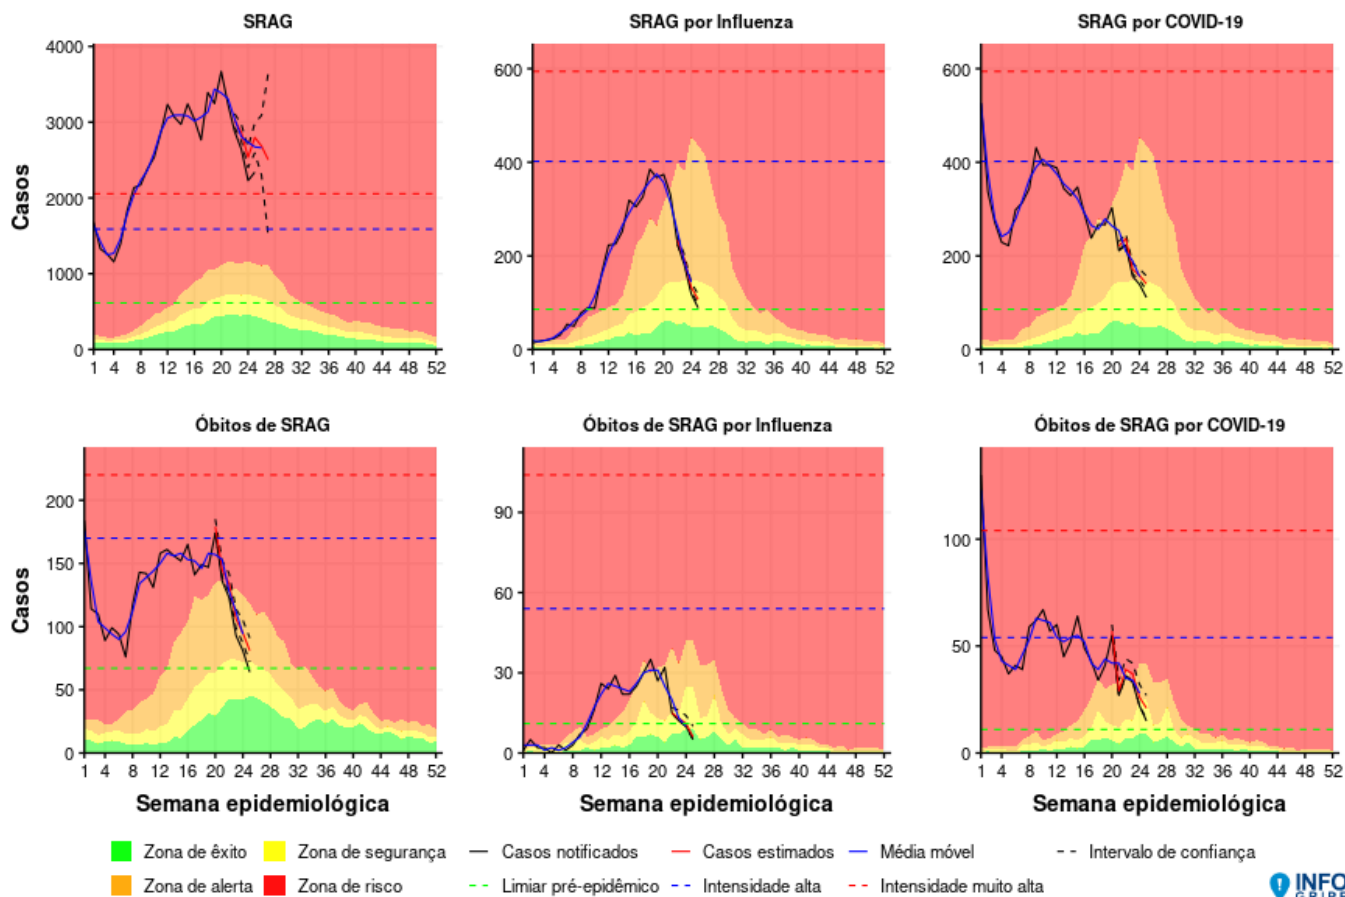 SRAG
SRAG por Influenza
SRAG por COVID-19
4000
3000
2000
1000
0
Casos
1 4 8 12 16 20 24 28 32 36 40 44 48 52
600
400
200
0
1 4 8 12 16 20 24 28 32 36 40 44 48 52
600
400
200
0
1 4 8 12 16 20 24 28 32 36 40 44 48 52
Óbitos de SRAG
Óbitos de SRAG por Influenza
Óbitos de SRAG por COVID-19
200
150
100
50
0
Casos
1 4 8 12 16 20 24 28 32 36 40 44 48 52
90
60
30
0
1 4 8 12 16 20 24 28 32 36 40 44 48 52
100
50
0
1 4 8 12 16 20 24 28 32 36 40 44 48 52
Semana epidemiológica
Semana epidemiológica
Semana epidemiológica
Zona de êxito Zona de segurança Casos notificados Casos estimados Média móvel Intervalo de confiança
Zona de alerta Zona de risco Limiar pré-epidêmico Intensidade alta Intensidade muito alta
INFO
GRIPE